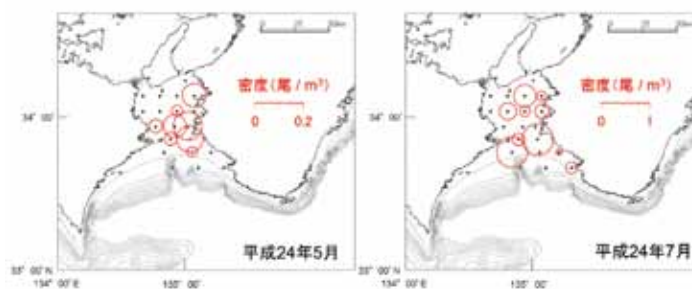 密度(尾 / m³)
0 0.2
34° 00′
平成24年5月
33° 00′ N
134° 00′ E 135° 00′
密度(尾 / m³)
0 1
34° 00′
平成24年7月
33° 00′ N
134° 00′ E 135° 00′